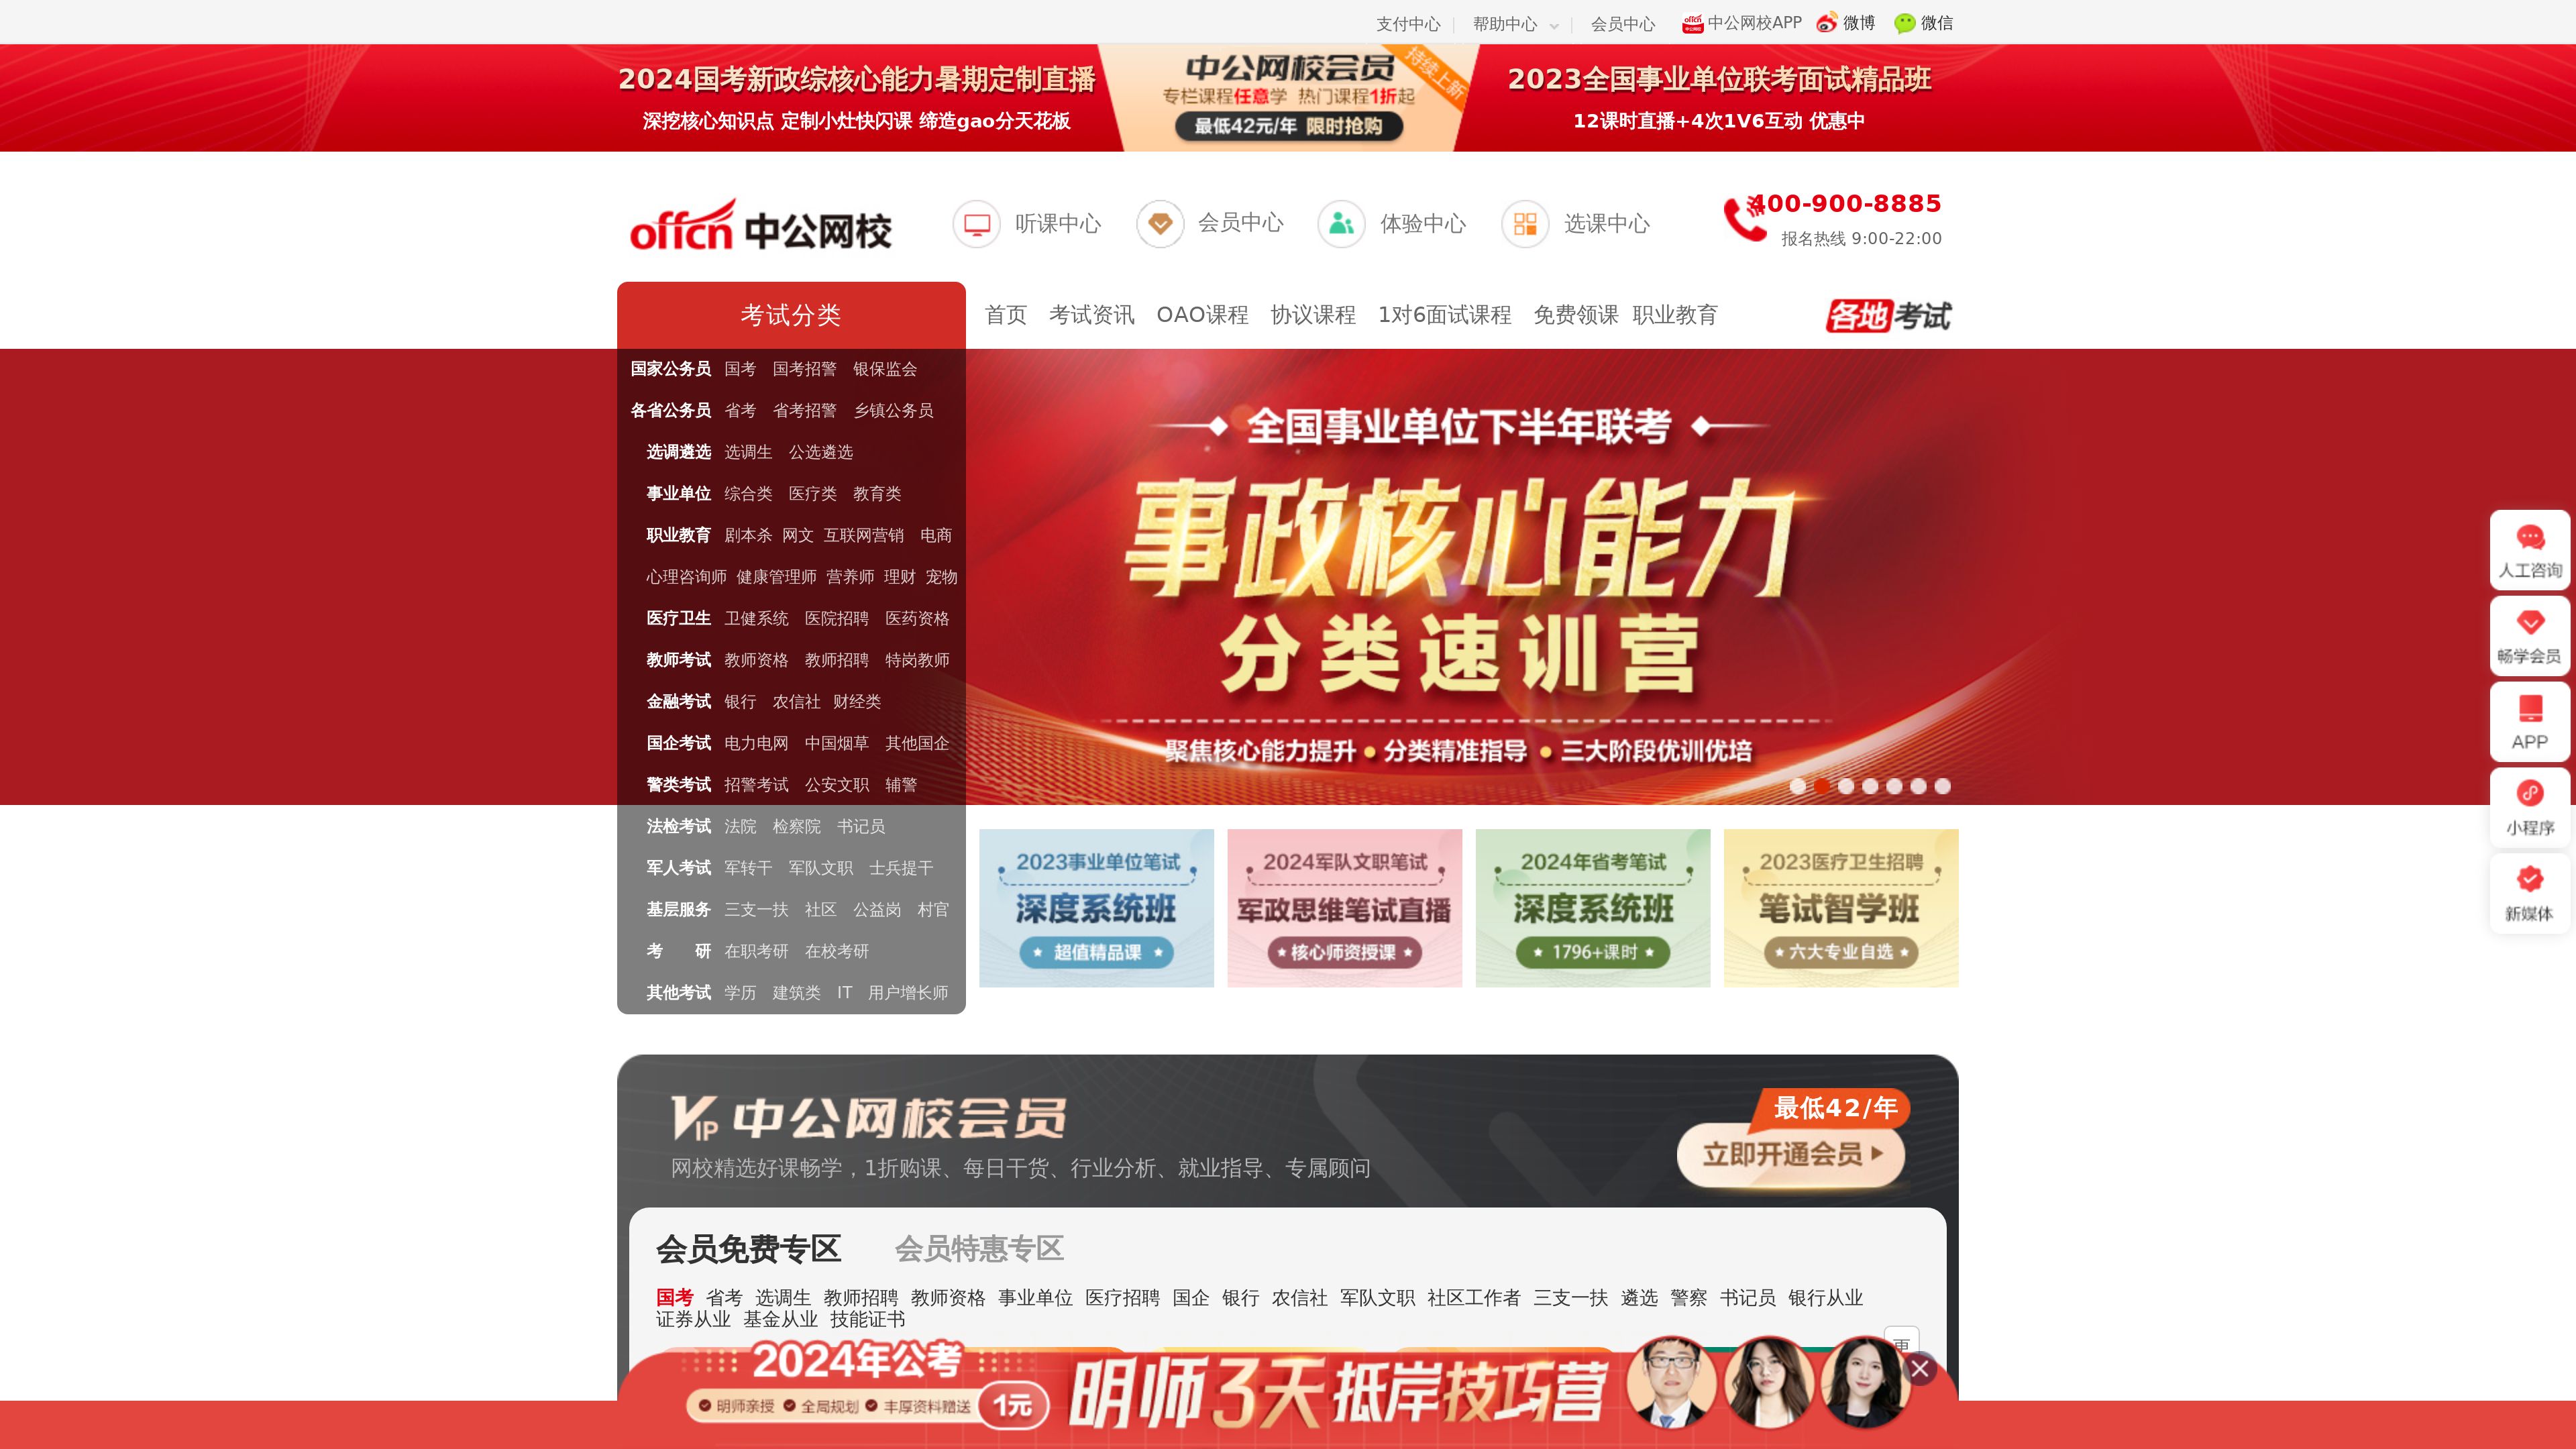 支付中心 帮助中心 会员中心 offcn 中公网校APP 微博 微信
2024国考新政综核心能力暑期定制直播
深挖核心知识点 定制小灶快闪课 缔造gao分天花板
中公网校会员
持续上新
专栏课程任意学 热门课程1折起
最低42元/年 限时抢购
2023全国事业单位联考面试精品班
12课时直播+4次1V6互动 优惠中
offcn 中公网校
听课中心 会员中心 体验中心 选课中心
400-900-8885
报名热线 9:00-22:00
考试分类
首页 考试资讯 OAO课程 协议课程 1对6面试课程 免费领课 职业教育
各地考试
国家公务员 国考 国考招警 银保监会
各省公务员 省考 省考招警 乡镇公务员
选调遴选 选调生 公选遴选
事业单位 综合类 医疗类 教育类
职业教育 剧本杀 网文 互联网营销 电商
心理咨询师 健康管理师 营养师 理财 宠物
医疗卫生 卫健系统 医院招聘 医药资格
教师考试 教师资格 教师招聘 特岗教师
金融考试 银行 农信社 财经类
国企考试 电力电网 中国烟草 其他国企
警类考试 招警考试 公安文职 辅警
法检考试 法院 检察院 书记员
军人考试 军转干 军队文职 士兵提干
基层服务 三支一扶 社区 公益岗 村官
考 研 在职考研 在校考研
其他考试 学历 建筑类 IT 用户增长师
全国事业单位下半年联考
事政核心能力
分类速训营
聚焦核心能力提升 分类精准指导 三大阶段优训优培
人工咨询
畅学会员
APP
小程序
新媒体
2023事业单位笔试
深度系统班
超值精品课
2024军队文职笔试
军政思维笔试直播
核心师资授课
2024年省考笔试
深度系统班
1796+课时
2023医疗卫生招聘
笔试智学班
六大专业自选
VIP 中公网校会员
网校精选好课畅学，1折购课、每日干货、行业分析、就业指导、专属顾问
最低42/年
立即开通会员
会员免费专区 会员特惠专区
国考 省考 选调生 教师招聘 教师资格 事业单位 医疗招聘 国企 银行 农信社 军队文职 社区工作者 三支一扶 遴选 警察 书记员 银行从业
证券从业 基金从业 技能证书
2024年公考
明师亲授 全局规划 丰厚资料赠送 1元
明师3天抵岸技巧营